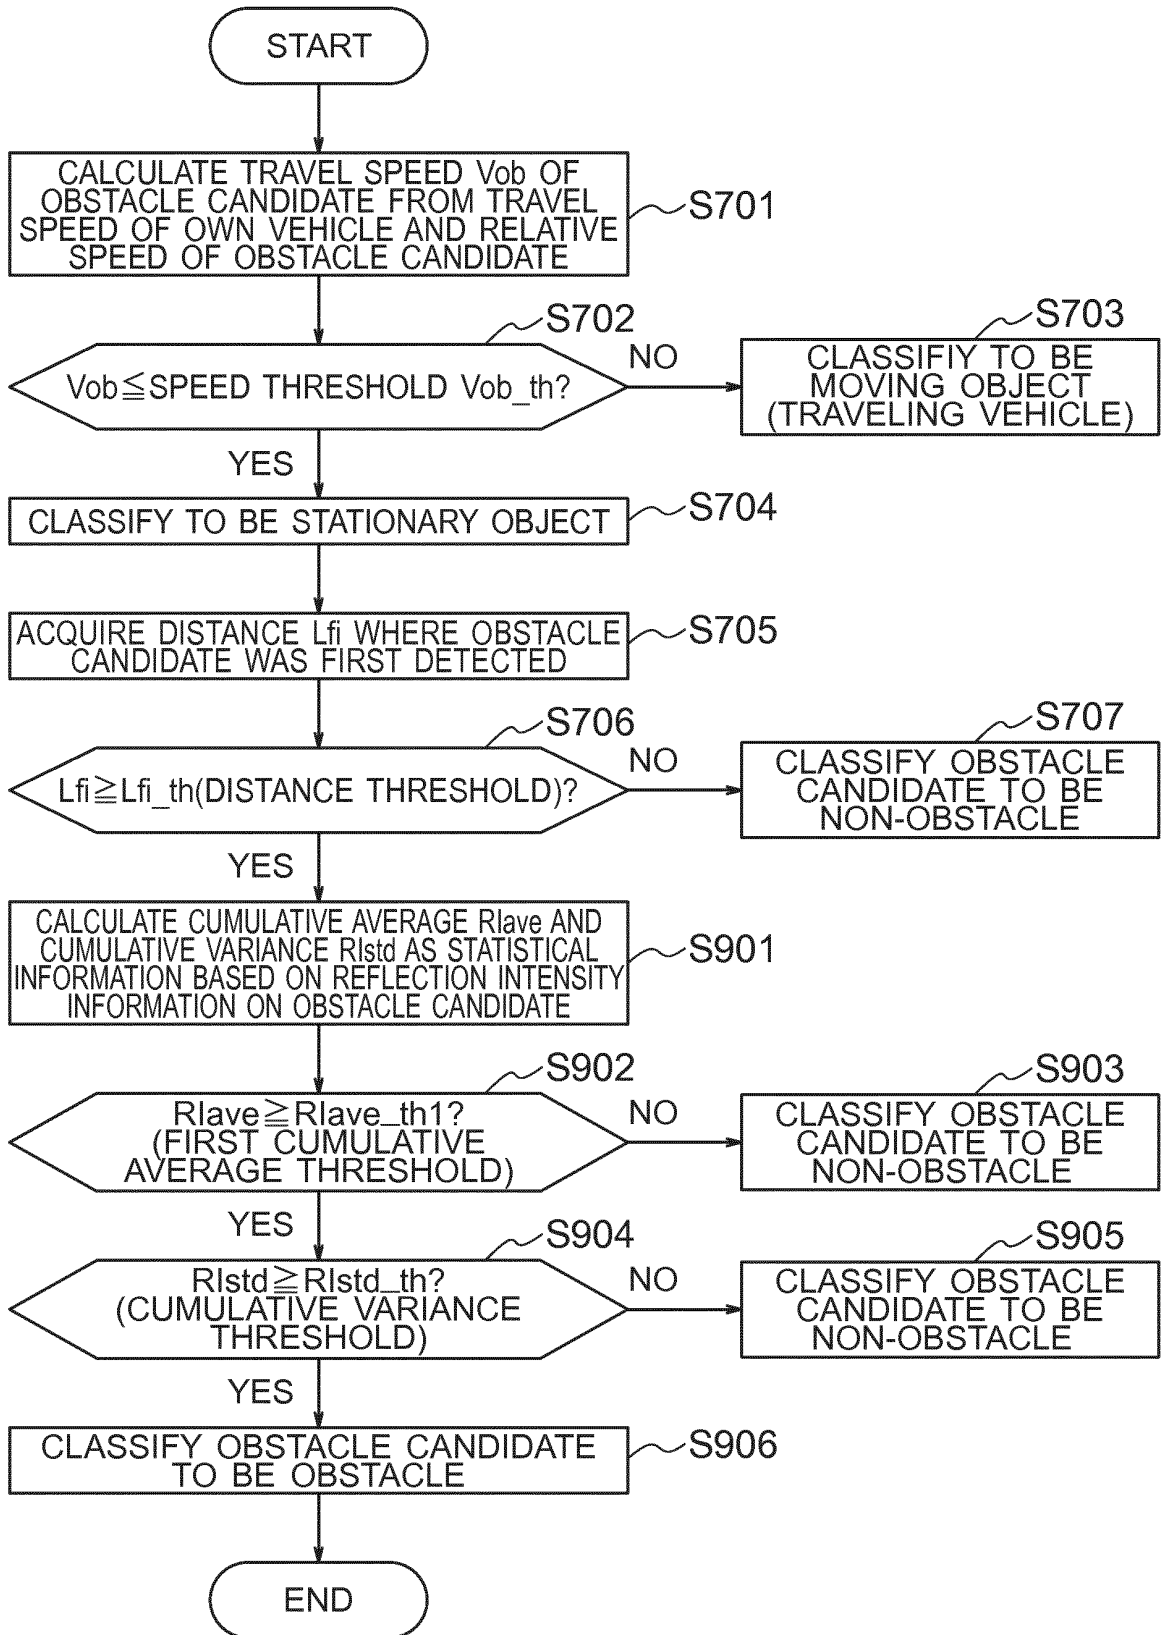 START
CALCULATE TRAVEL SPEED Vob OF
OBSTACLE CANDIDATE FROM TRAVEL
SPEED OF OWN VEHICLE AND RELATIVE
SPEED OF OBSTACLE CANDIDATE
S701
S702
Vob≦SPEED THRESHOLD Vob_th?
NO
S703
CLASSIFIY TO BE
MOVING OBJECT
(TRAVELING VEHICLE)
YES
CLASSIFY TO BE STATIONARY OBJECT
S704
ACQUIRE DISTANCE Lfi WHERE OBSTACLE
CANDIDATE WAS FIRST DETECTED
S705
S706
Lfi≧Lfi_th(DISTANCE THRESHOLD)?
NO
S707
CLASSIFY OBSTACLE
CANDIDATE TO BE
NON-OBSTACLE
YES
CALCULATE CUMULATIVE AVERAGE RIave AND
CUMULATIVE VARIANCE RIstd AS STATISTICAL
INFORMATION BASED ON REFLECTION INTENSITY
INFORMATION ON OBSTACLE CANDIDATE
S901
S902
RIave≧RIave_th1?
(FIRST CUMULATIVE
AVERAGE THRESHOLD)
NO
S903
CLASSIFY OBSTACLE
CANDIDATE TO BE
NON-OBSTACLE
YES
S904
RIstd≧RIstd_th?
(CUMULATIVE VARIANCE
THRESHOLD)
NO
S905
CLASSIFY OBSTACLE
CANDIDATE TO BE
NON-OBSTACLE
YES
CLASSIFY OBSTACLE CANDIDATE
TO BE OBSTACLE
S906
END